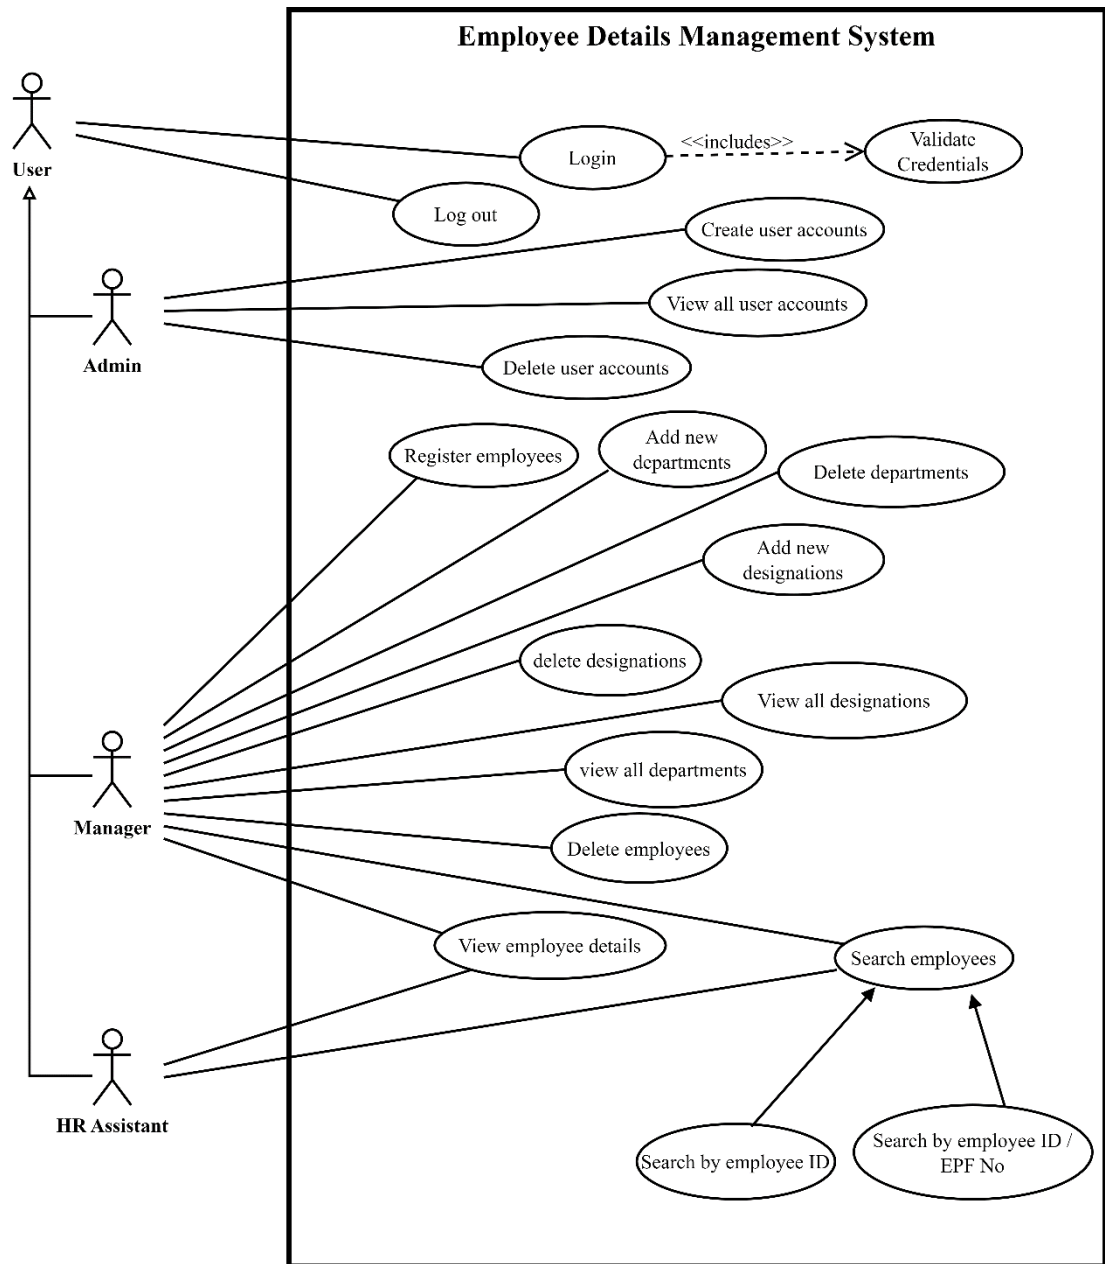 Employee Details Management System
User
Login
<<includes>>
Validate
Credentials
Log out
Create user accounts
View all user accounts
Admin
Delete user accounts
Register employees
Add new
departments
Delete departments
Add new
designations
delete designations
View all designations
view all departments
Manager
Delete employees
View employee details
Search employees
HR Assistant
Search by employee ID
Search by employee ID /
EPF No